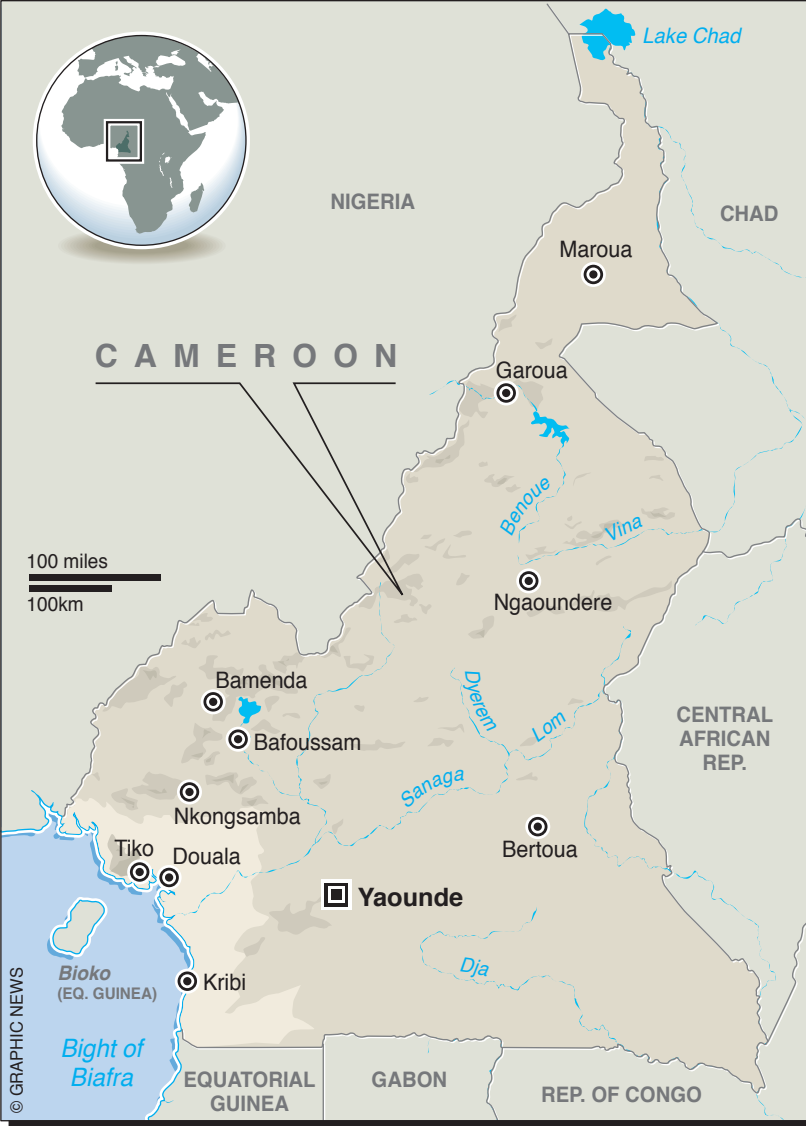 Lake Chad
NIGERIA
CHAD
Maroua
CAMEROON
Garoua
Benoue
Vina
100 miles
100km
Ngaoundere
Bamenda
Dyerem
Lom
CENTRAL
AFRICAN
REP.
Bafoussam
Sanaga
Nkongsamba
Bertoua
Tiko
Douala
Yaounde
Dja
Bioko
(EQ. GUINEA)
Kribi
Bight of
Biafra
EQUATORIAL
GUINEA
GABON
REP. OF CONGO
© GRAPHIC NEWS